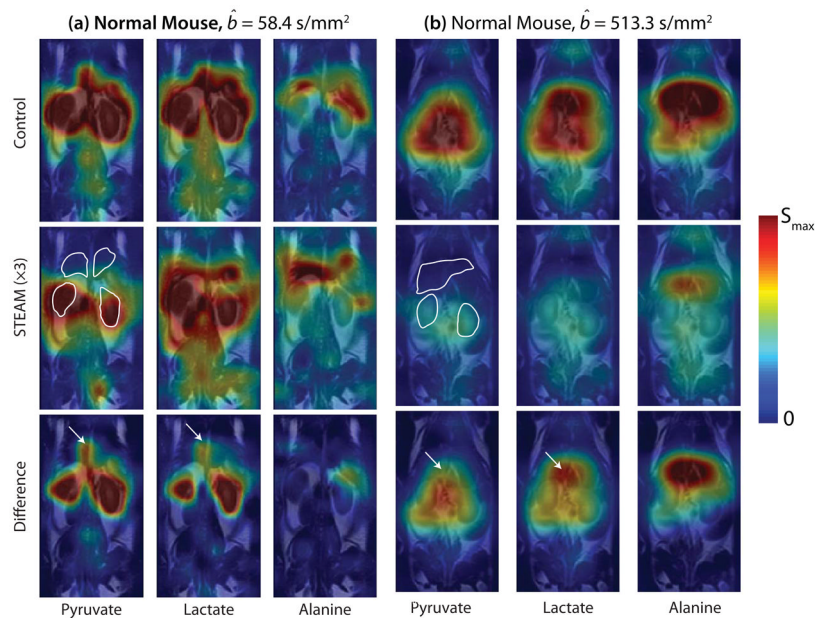 (a) Normal Mouse, b̂ = 58.4 s/mm²
(b) Normal Mouse, b̂ = 513.3 s/mm²
Control
STEAM (×3)
Difference
Smax
0
Pyruvate
Lactate
Alanine
Pyruvate
Lactate
Alanine